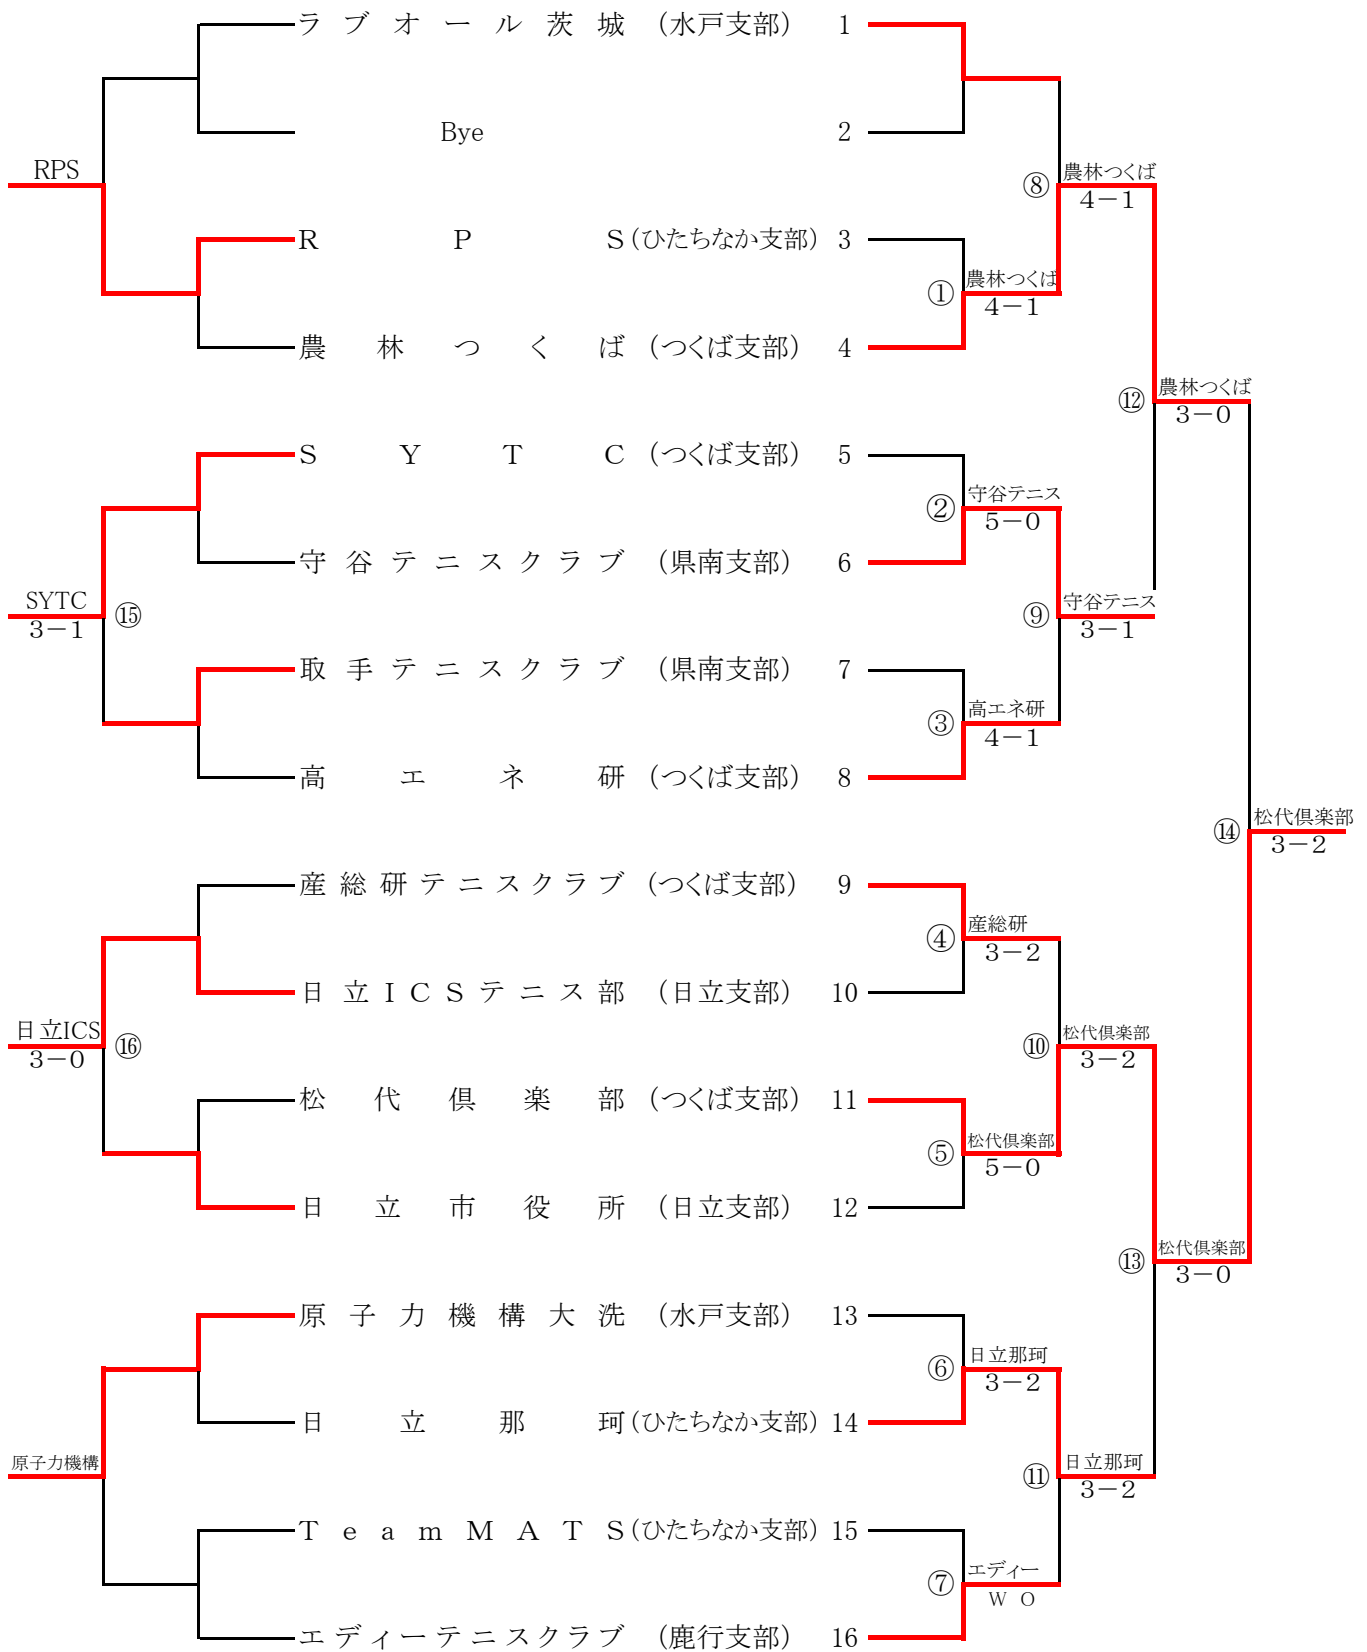 ラブオール茨城 (水戸支部) 1
Bye 2
RPS
⑧ 農林つくば
4-1
RPS (ひたちなか支部) 3
① 農林つくば
4-1
農林つくば (つくば支部) 4
⑫ 農林つくば
3-0
SYTC (つくば支部) 5
② 守谷テニス
5-0
守谷テニスクラブ (県南支部) 6
SYTC
3-1 ⑮
⑨ 守谷テニス
3-1
取手テニスクラブ (県南支部) 7
③ 高エネ研
4-1
高エネ研 (つくば支部) 8
⑭ 松代倶楽部
3-2
産総研テニスクラブ (つくば支部) 9
④ 産総研
3-2
日立ICSテニス部 (日立支部) 10
日立ICS
3-0 ⑯
⑩ 松代倶楽部
3-2
松代倶楽部 (つくば支部) 11
⑤ 松代倶楽部
5-0
日立市役所 (日立支部) 12
⑬ 松代倶楽部
3-0
原子力機構大洗 (水戸支部) 13
⑥ 日立那珂
3-2
日立那珂 (ひたちなか支部) 14
原子力機構
⑪ 日立那珂
3-2
TeamMATS (ひたちなか支部) 15
⑦ エディー
W O
エディーテニスクラブ (鹿行支部) 16